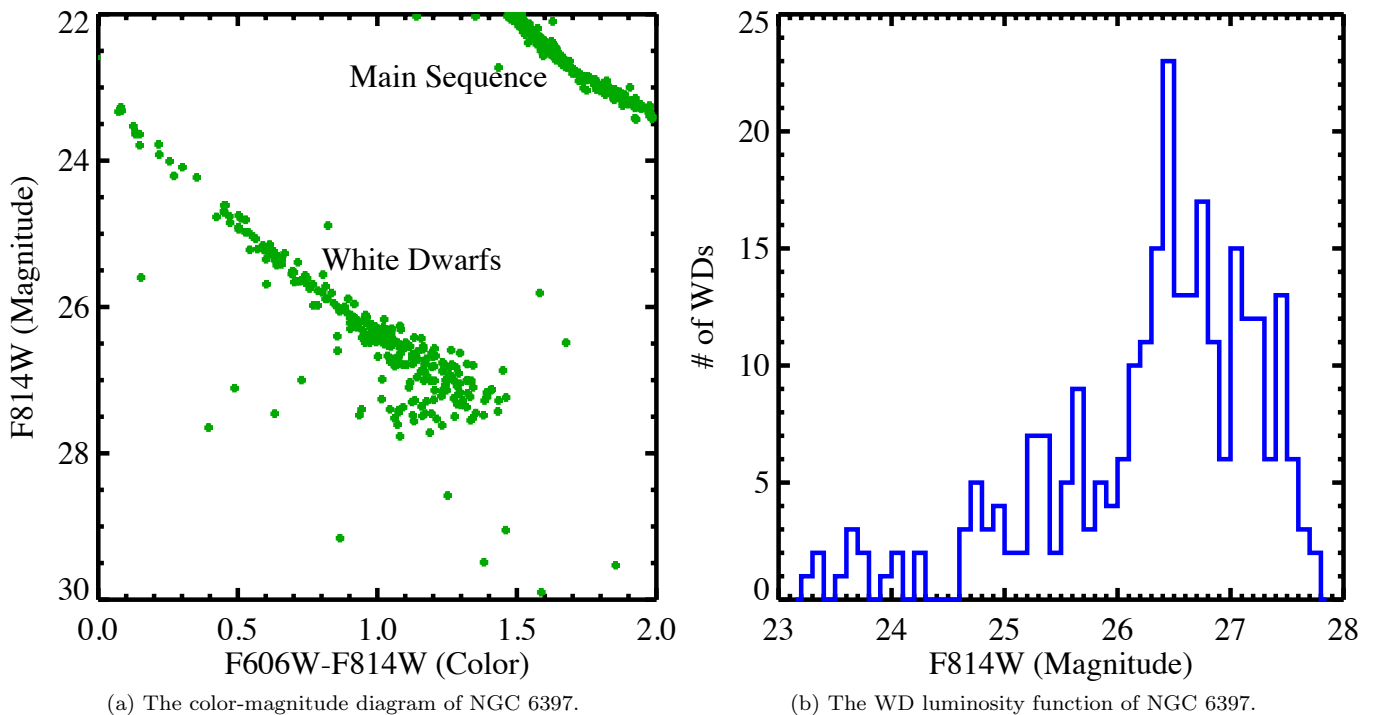 22
24
26
28
30
0.0 0.5 1.0 1.5 2.0
F814W (Magnitude)
F606W-F814W (Color)
Main Sequence
White Dwarfs
(a) The color-magnitude diagram of NGC 6397.
25
20
15
10
5
0
23 24 25 26 27 28
# of WDs
F814W (Magnitude)
(b) The WD luminosity function of NGC 6397.